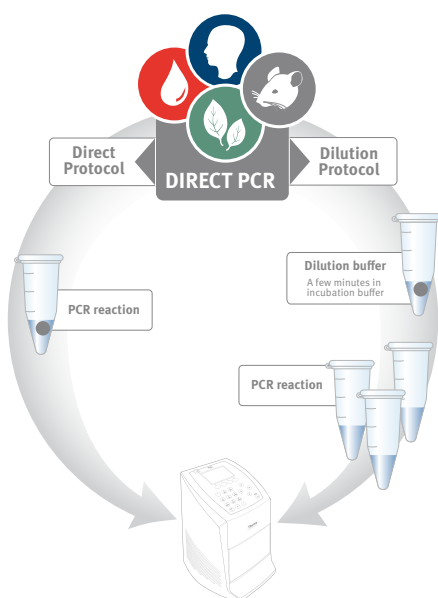 Direct
Protocol
DIRECT PCR
Dilution
Protocol
Dilution buffer
A few minutes in
incubation buffer
PCR reaction
PCR reaction